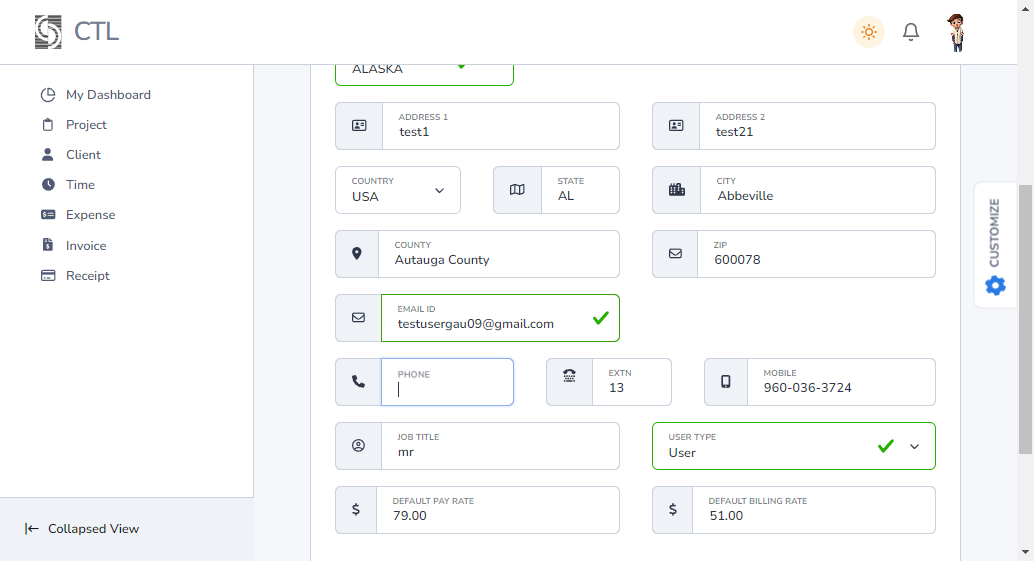 CTL
My Dashboard
Project
Client
Time
Expense
Invoice
Receipt
Collapsed View
ALASKA
ADDRESS 1
test1
ADDRESS 2
test21
COUNTRY
USA
STATE
AL
CITY
Abbeville
COUNTY
Autauga County
ZIP
600078
EMAIL ID
testusergau09@gmail.com
PHONE
EXTN
13
MOBILE
960-036-3724
JOB TITLE
mr
USER TYPE
User
DEFAULT PAY RATE
79.00
DEFAULT BILLING RATE
51.00
CUSTOMIZE